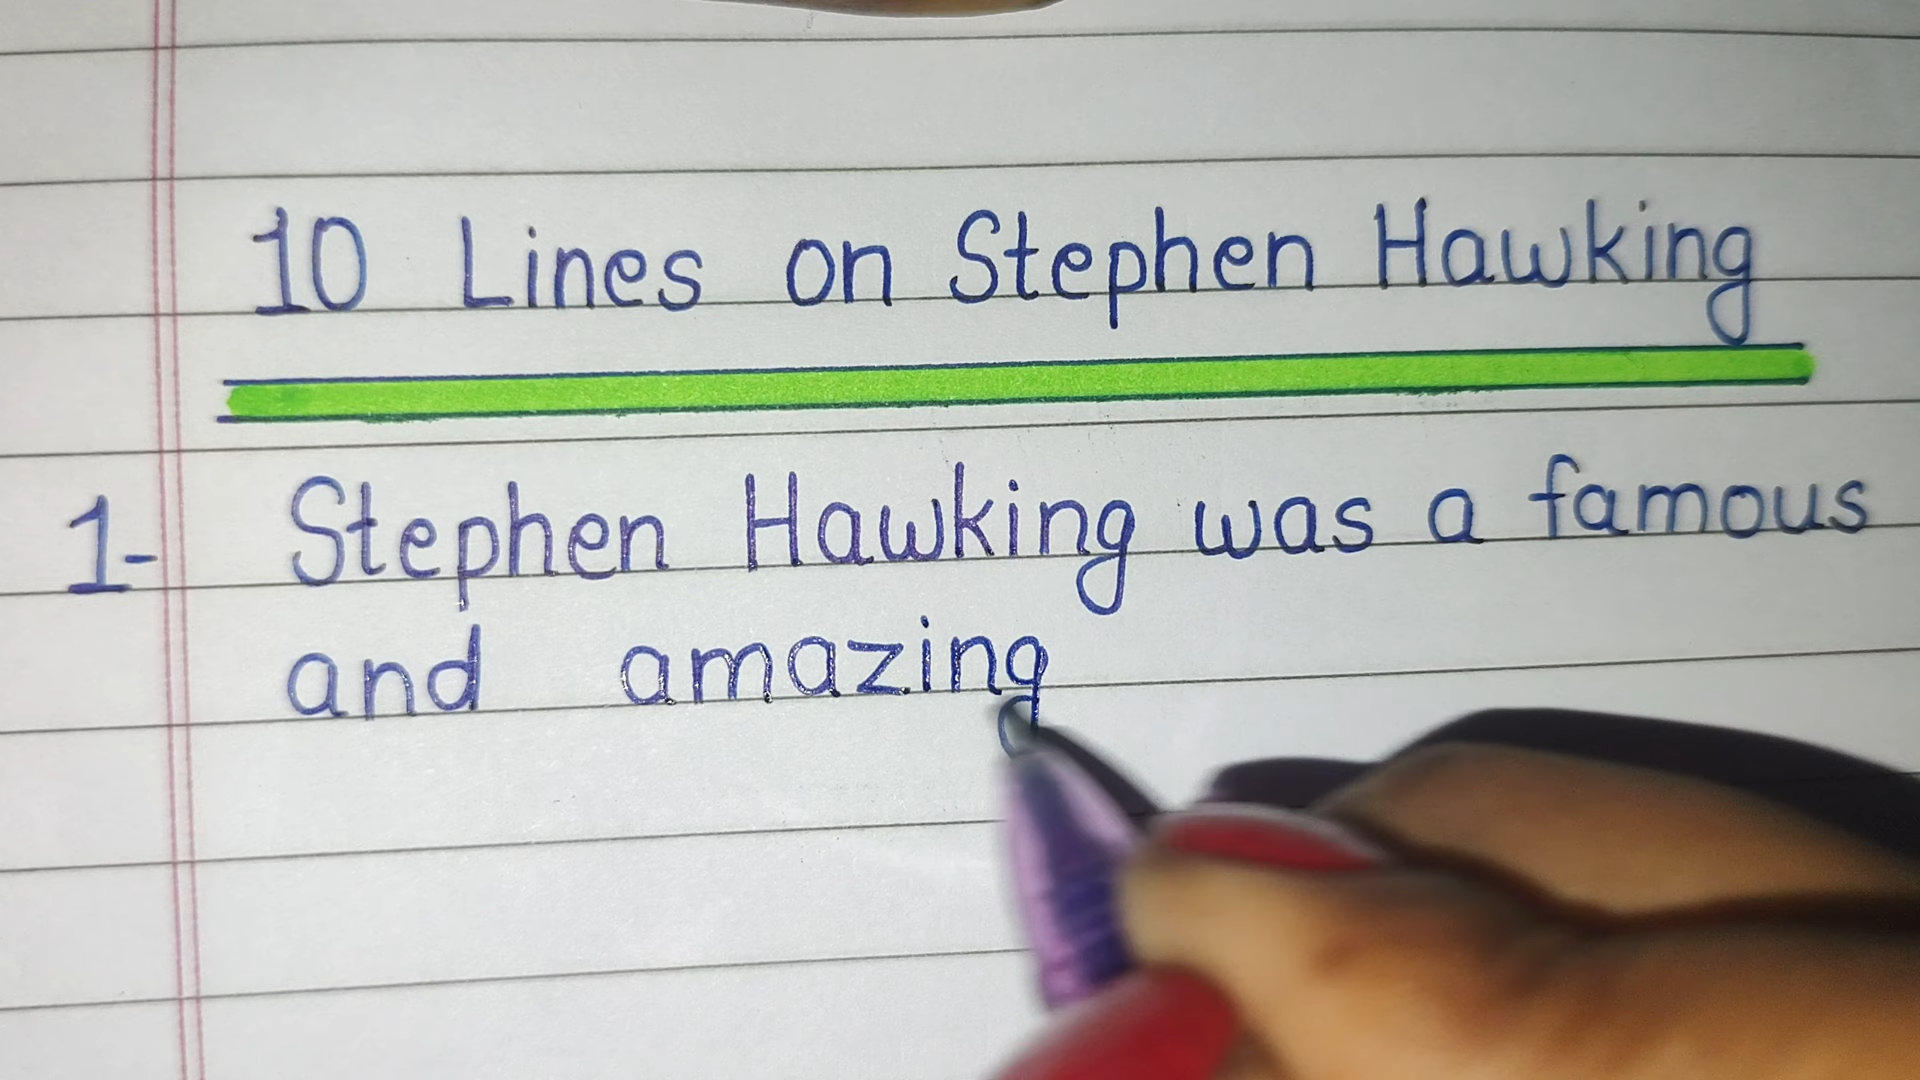 10 Lines on Stephen Hawking
1- Stephen Hawking was a famous
and amazing